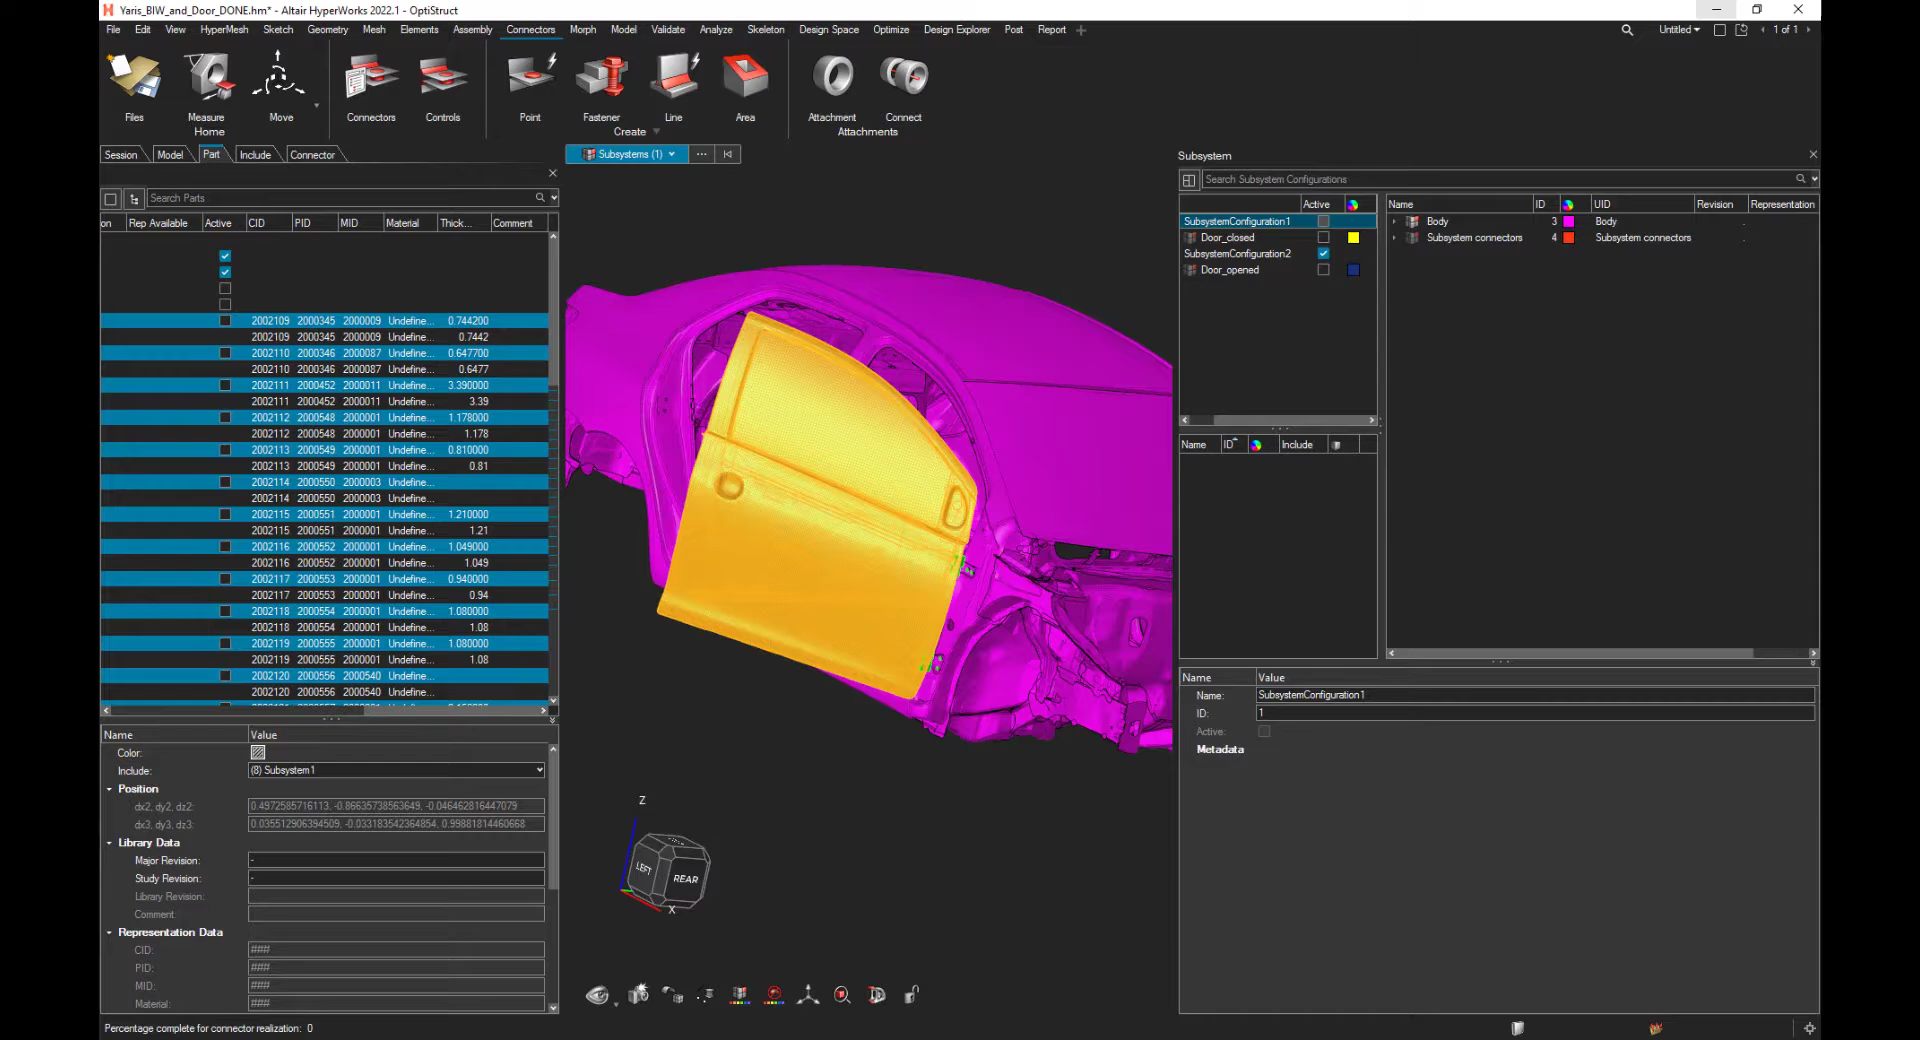 Yaris_BIW_and_Door_DONE.hm* - Altair HyperWorks 2022.1 - OptiStruct
File Edit View HyperMesh Sketch Geometry Mesh Elements Assembly Connectors Morph Model Validate Analyze Skeleton Design Space Optimize Design Explorer Post Report Untitled 1 of 1
Files Measure Move Connectors Controls Point Fastener Line Area Attachment Connect
Home Create Attachments
Session Model Part Include Connector
Subsystems (1)
Subsystem
Search Parts
Search Subsystem Configurations
on Rep Available Active CID PID MID Material Thick... Comment
2002109 2000345 2000009 Undefine... 0.744200
2002109 2000345 2000009 Undefine... 0.7442
2002110 2000346 2000087 Undefine... 0.647700
2002110 2000346 2000087 Undefine... 0.6477
2002111 2000452 2000011 Undefine... 3.390000
2002111 2000452 2000011 Undefine... 3.39
2002112 2000548 2000001 Undefine... 1.178000
2002112 2000548 2000001 Undefine... 1.178
2002113 2000549 2000001 Undefine... 0.810000
2002113 2000549 2000001 Undefine... 0.81
2002114 2000550 2000003 Undefine...
2002114 2000550 2000003 Undefine...
2002115 2000551 2000001 Undefine... 1.210000
2002115 2000551 2000001 Undefine... 1.21
2002116 2000552 2000001 Undefine... 1.049000
2002116 2000552 2000001 Undefine... 1.049
2002117 2000553 2000001 Undefine... 0.940000
2002117 2000553 2000001 Undefine... 0.94
2002118 2000554 2000001 Undefine... 1.080000
2002118 2000554 2000001 Undefine... 1.08
2002119 2000555 2000001 Undefine... 1.080000
2002119 2000555 2000001 Undefine... 1.08
2002120 2000556 2000540 Undefine...
2002120 2000556 2000540 Undefine...
Name Value
Color:
Include: (8) Subsystem1
Position
dx2, dy2, dz2: 0.4972585716113, -0.86635738563649, -0.046462816447079
dx3, dy3, dz3: 0.035512906394509, -0.033183542364854, 0.99881814460668
Library Data
Major Revision: -
Study Revision: -
Library Revision:
Comment:
Representation Data
CID: ###
PID: ###
MID: ###
Material: ###
Percentage complete for connector realization: 0
Z
LEFT REAR
X
Active
SubsystemConfiguration1
Door_closed
SubsystemConfiguration2
Door_opened
Name ID UID Revision Representation
Body 3 Body
Subsystem connectors 4 Subsystem connectors
Name ID Include
Name Value
Name: SubsystemConfiguration1
ID: 1
Active:
Metadata